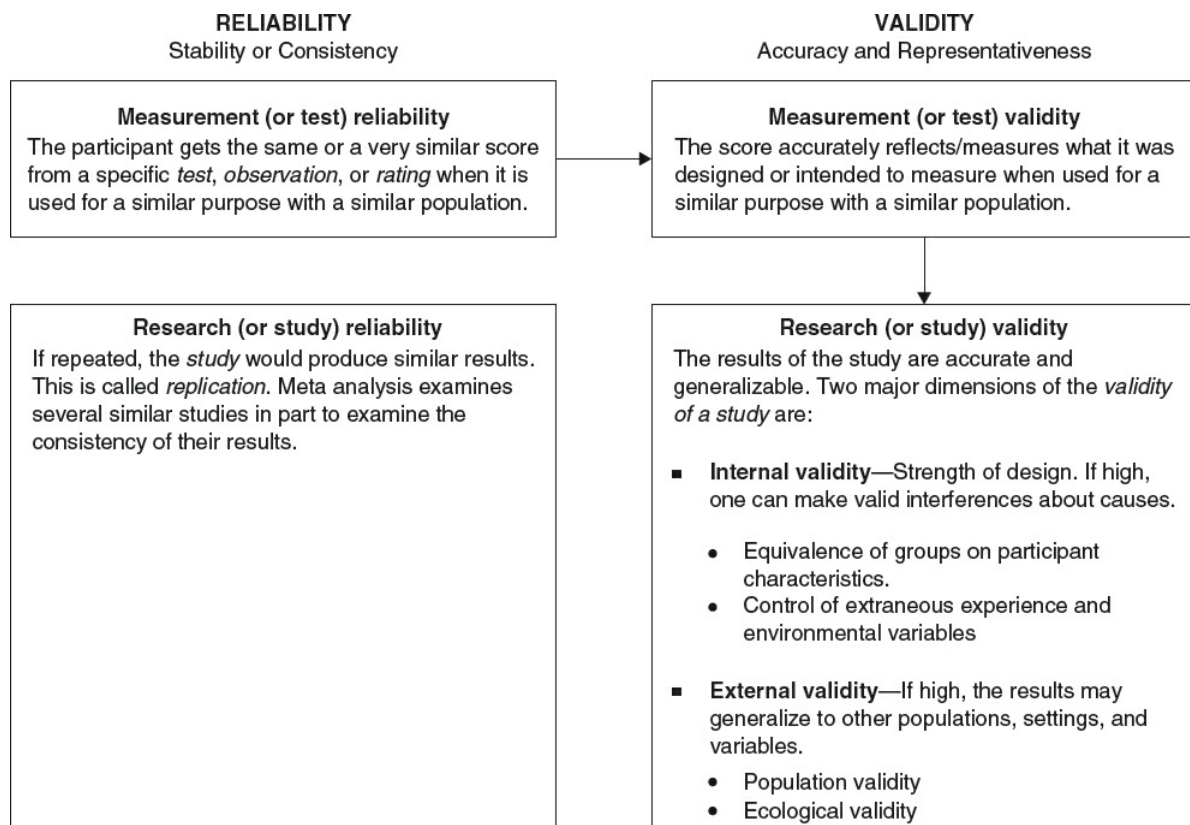 RELIABILITY
Stability or Consistency
VALIDITY
Accuracy and Representativeness
Measurement (or test) reliability
The participant gets the same or a very similar score
from a specific test, observation, or rating when it is
used for a similar purpose with a similar population.
Measurement (or test) validity
The score accurately reflects/measures what it was
designed or intended to measure when used for a
similar purpose with a similar population.
Research (or study) reliability
If repeated, the study would produce similar results.
This is called replication. Meta analysis examines
several similar studies in part to examine the
consistency of their results.
Research (or study) validity
The results of the study are accurate and
generalizable. Two major dimensions of the validity
of a study are:
■ Internal validity—Strength of design. If high,
one can make valid interferences about causes.
• Equivalence of groups on participant
characteristics.
• Control of extraneous experience and
environmental variables
■ External validity—If high, the results may
generalize to other populations, settings, and
variables.
• Population validity
• Ecological validity